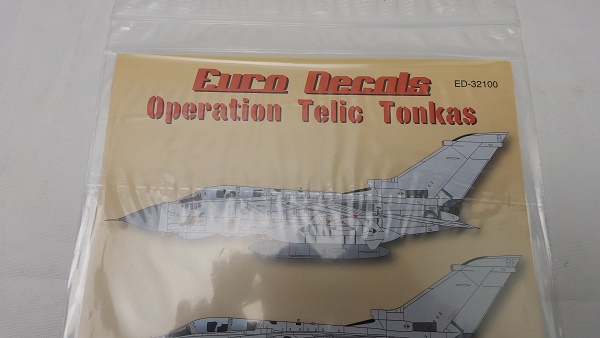 Euro Decals
ED-32100
Operation Telic Tonkas